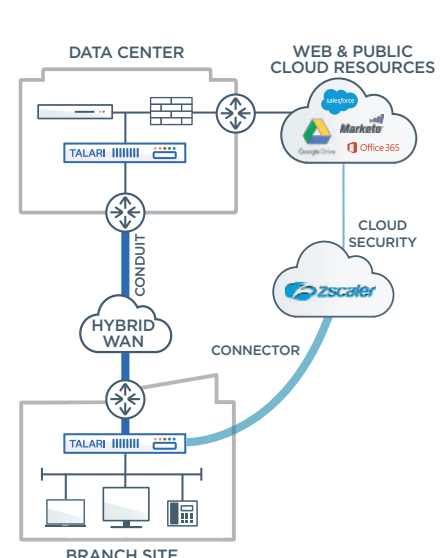 DATA CENTER
WEB & PUBLIC
CLOUD RESOURCES
salesforce
Marketo
Google Drive
Office 365
TALARI
CONDUIT
CLOUD
SECURITY
zscaler
HYBRID
WAN
CONNECTOR
TALARI
BRANCH SITE